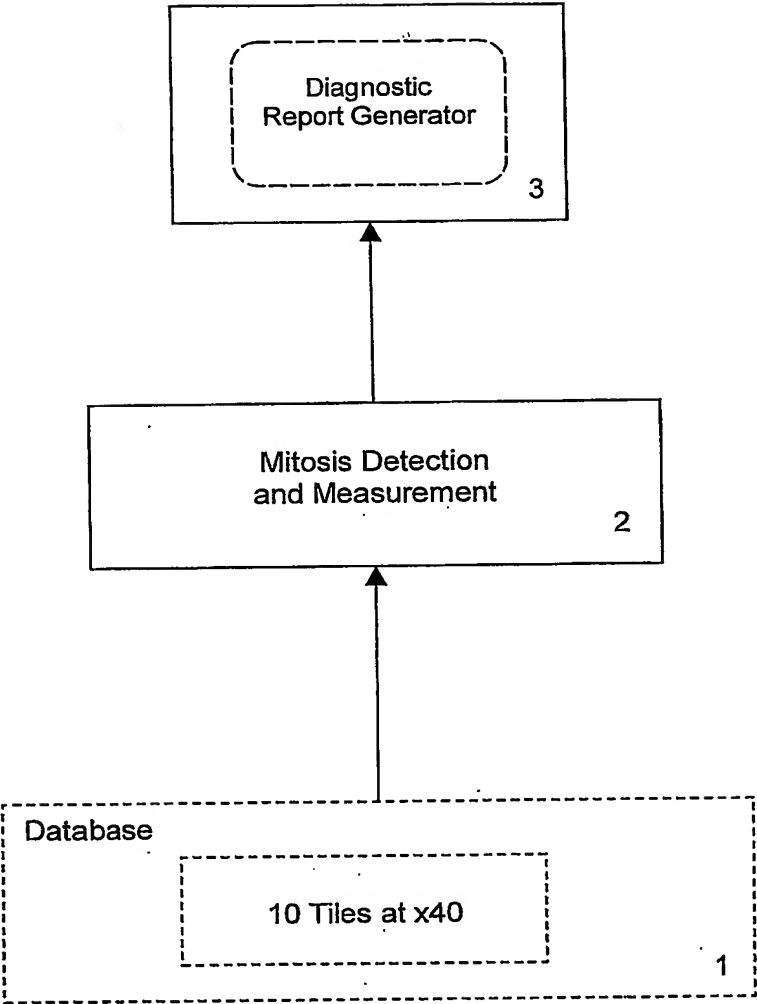 Diagnostic
Report Generator
3
Mitosis Detection
and Measurement
2
Database
10 Tiles at x40
1